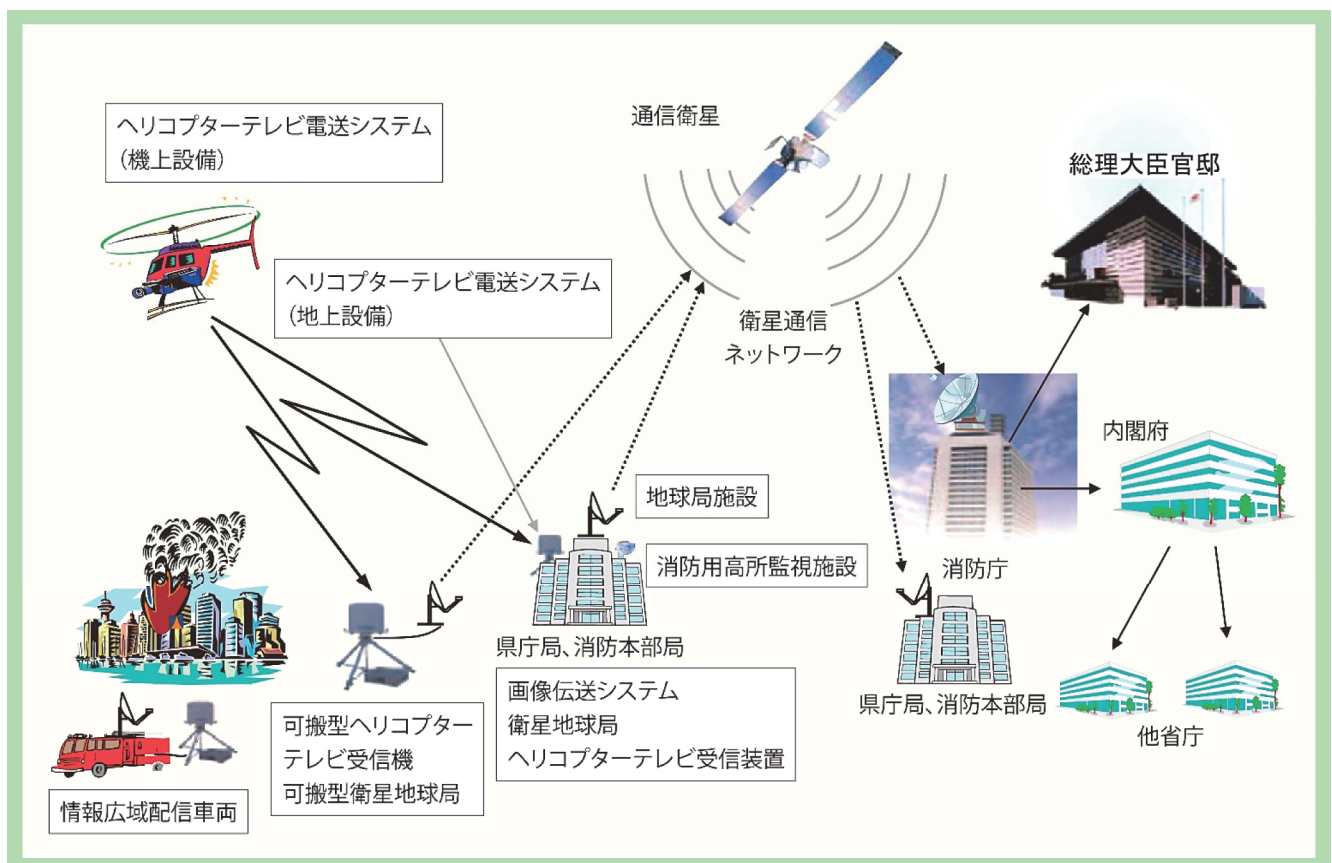 ヘリコプターテレビ電送システム
(機上設備)
通信衛星
総理大臣官邸
ヘリコプターテレビ電送システム
(地上設備)
衛星通信
ネットワーク
内閣府
地球局施設
消防用高所監視施設
消防庁
県庁局、消防本部局
画像伝送システム
衛星地球局
ヘリコプターテレビ受信装置
県庁局、消防本部局
他省庁
可搬型ヘリコプター
テレビ受信機
可搬型衛星地球局
情報広域配信車両